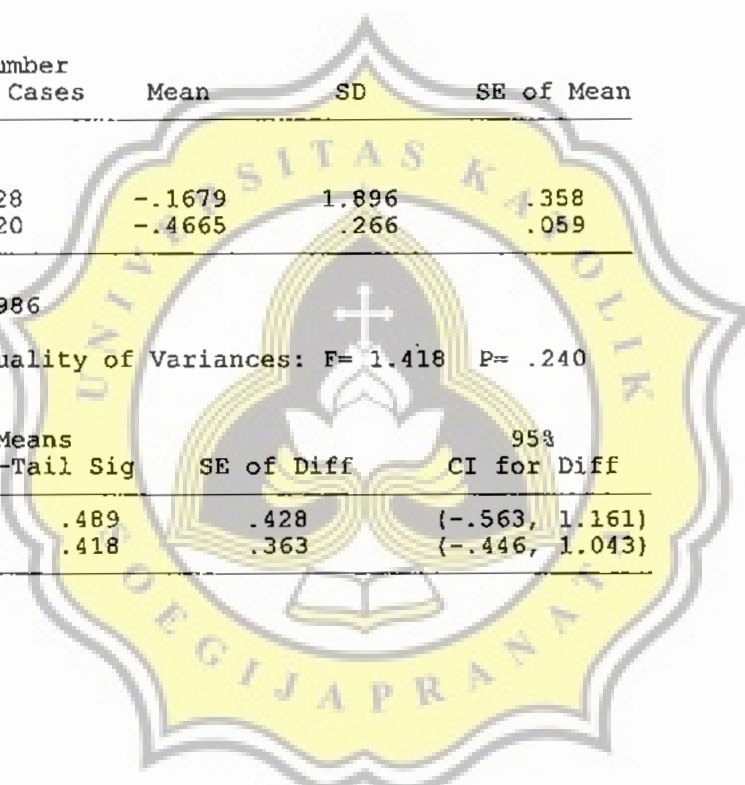 umber
Cases Mean SD SE of Mean
28 -.1679 1.896 .358
20 -.4665 .266 .059
986
uality of Variances: F= 1.418 P= .240
Means 95%
-Tail Sig SE of Diff CI for Diff
.489 .428 (-.563, 1.161)
.418 .363 (-.446, 1.043)
UNIVERSITAS KATOLIK
SOEGIJAPRANATA